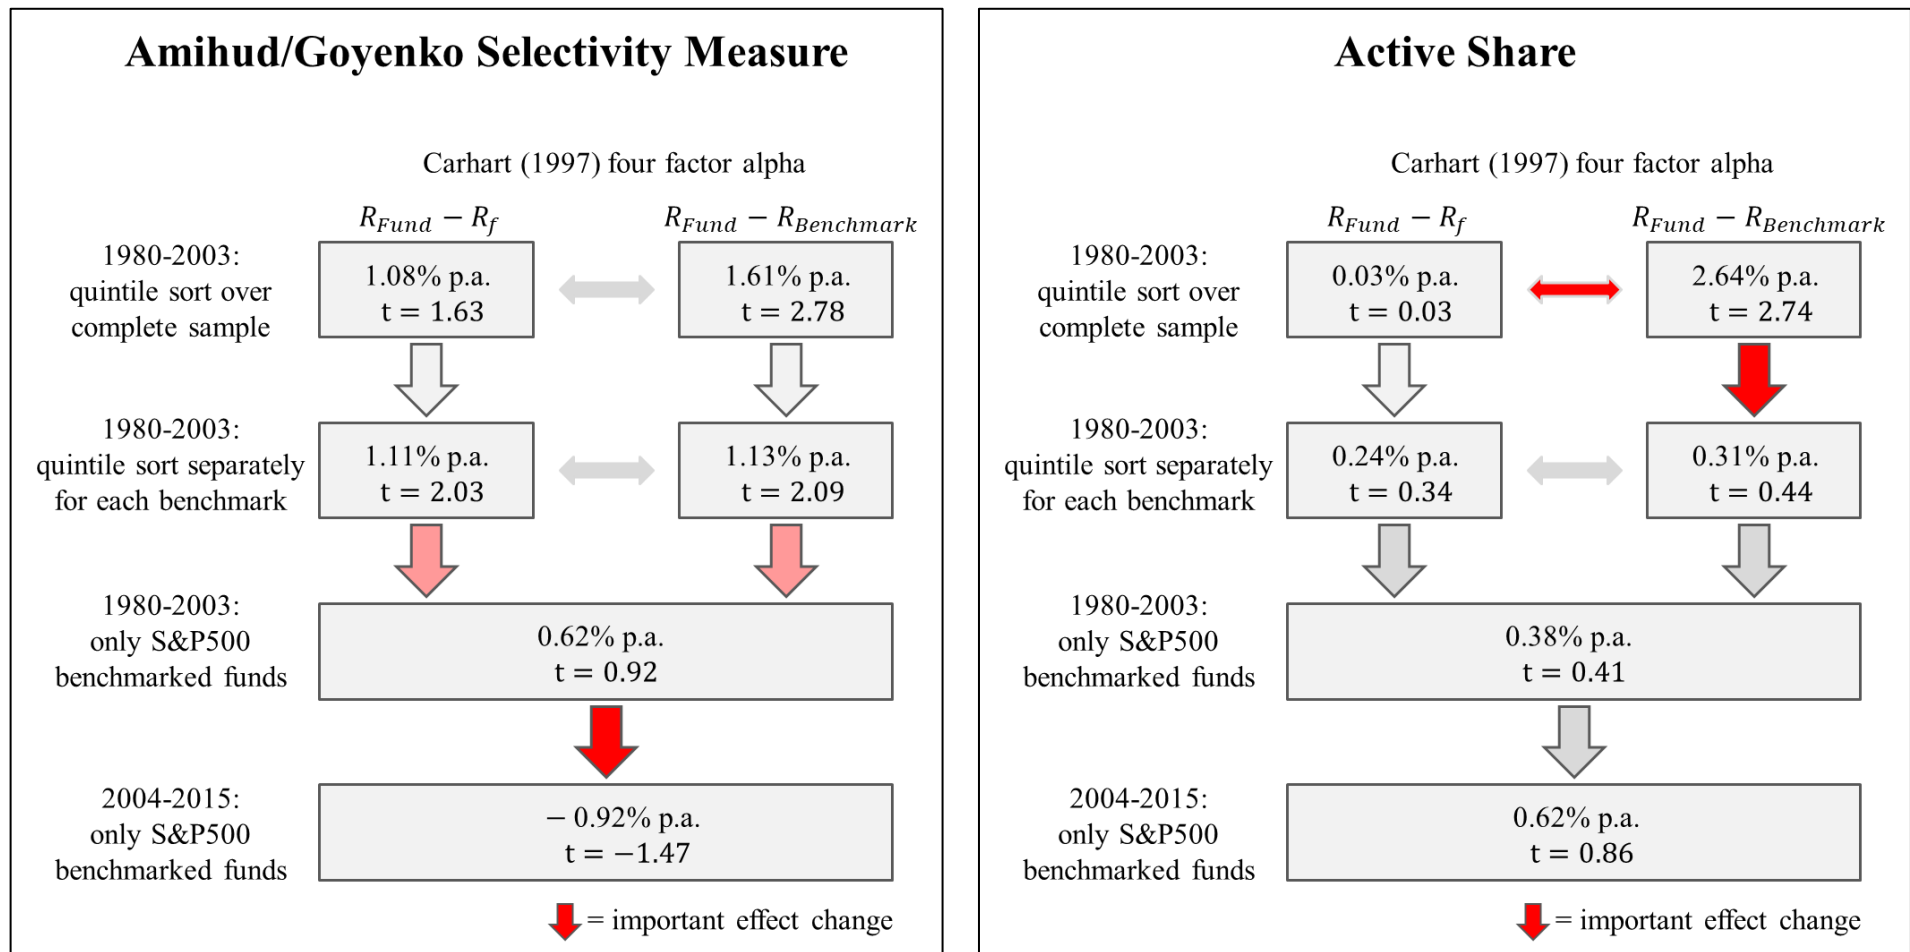 Amihud/Goyenko Selectivity Measure
Carhart (1997) four factor alpha
R_Fund − R_f
R_Fund − R_Benchmark
1980-2003:
quintile sort over
complete sample
1.08% p.a.
t = 1.63
1.61% p.a.
t = 2.78
1980-2003:
quintile sort separately
for each benchmark
1.11% p.a.
t = 2.03
1.13% p.a.
t = 2.09
1980-2003:
only S&P500
benchmarked funds
0.62% p.a.
t = 0.92
2004-2015:
only S&P500
benchmarked funds
− 0.92% p.a.
t = −1.47
= important effect change
Active Share
Carhart (1997) four factor alpha
R_Fund − R_f
R_Fund − R_Benchmark
1980-2003:
quintile sort over
complete sample
0.03% p.a.
t = 0.03
2.64% p.a.
t = 2.74
1980-2003:
quintile sort separately
for each benchmark
0.24% p.a.
t = 0.34
0.31% p.a.
t = 0.44
1980-2003:
only S&P500
benchmarked funds
0.38% p.a.
t = 0.41
2004-2015:
only S&P500
benchmarked funds
0.62% p.a.
t = 0.86
= important effect change